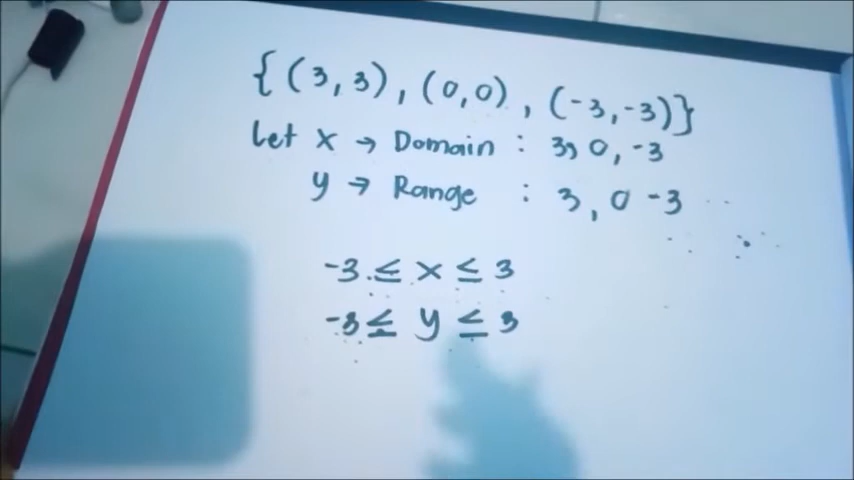 {(3, 3), (0,0), (-3,-3)}
Let x → Domain : 3, 0, -3
y → Range : 3, 0 -3
-3 ≤ x ≤ 3
-3 ≤ y ≤ 3